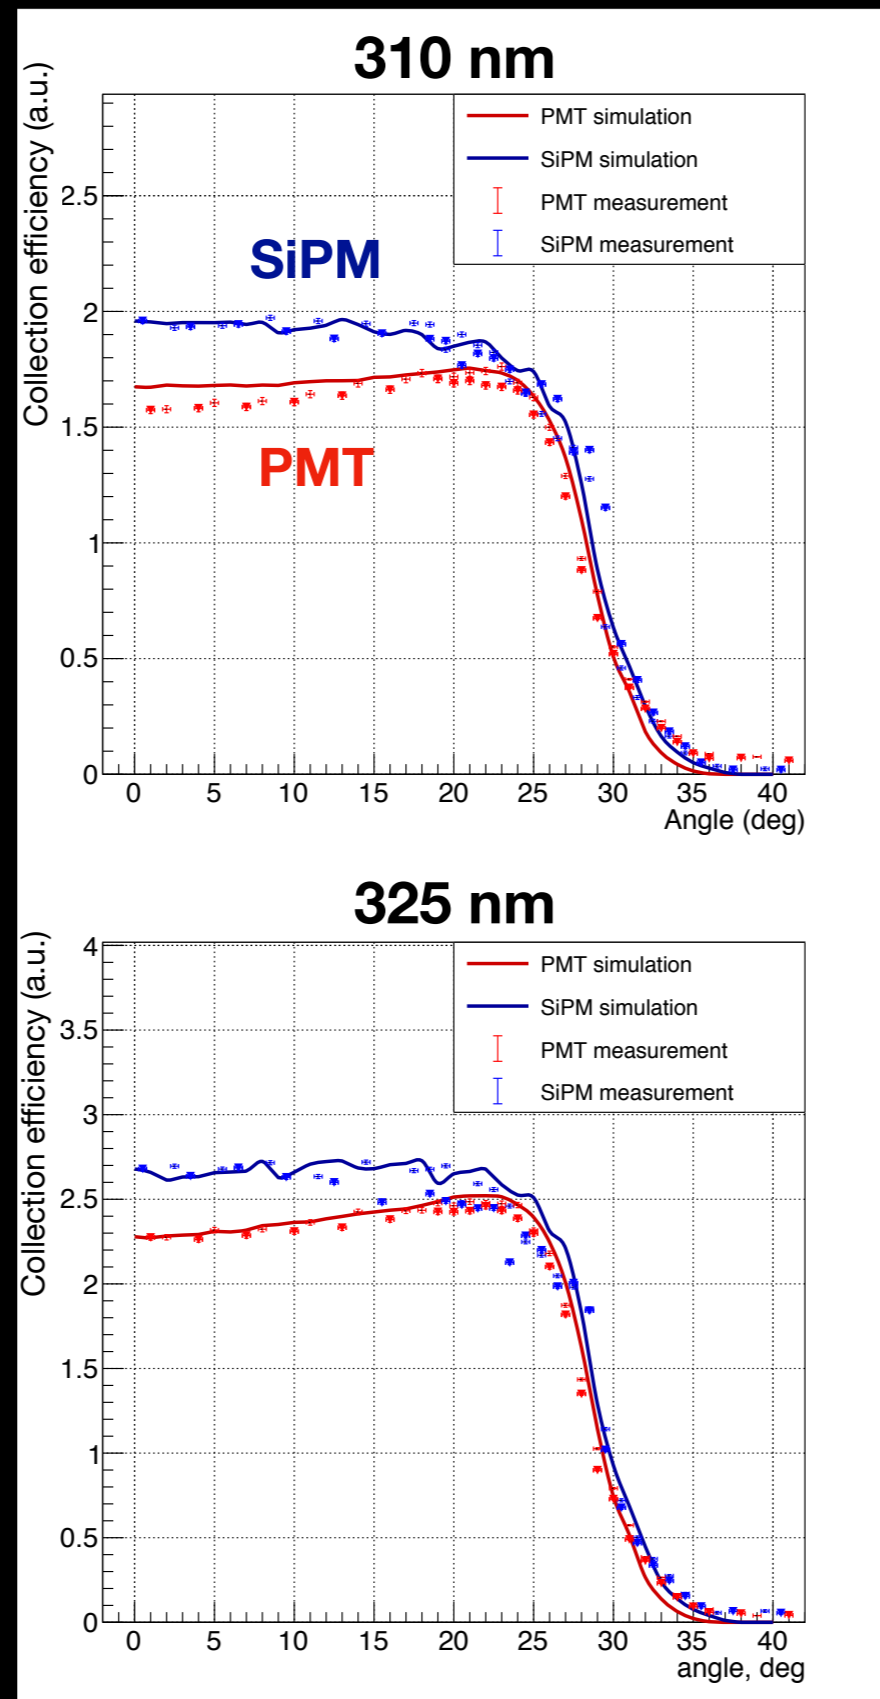 310 nm
Collection efficiency (a.u.)
PMT simulation
SiPM simulation
PMT measurement
SiPM measurement
2.5
2
1.5
1
0.5
0
SiPM
PMT
0 5 10 15 20 25 30 35 40
Angle (deg)
325 nm
Collection efficiency (a.u.)
PMT simulation
SiPM simulation
PMT measurement
SiPM measurement
4
3.5
3
2.5
2
1.5
1
0.5
0
0 5 10 15 20 25 30 35 40
angle, deg